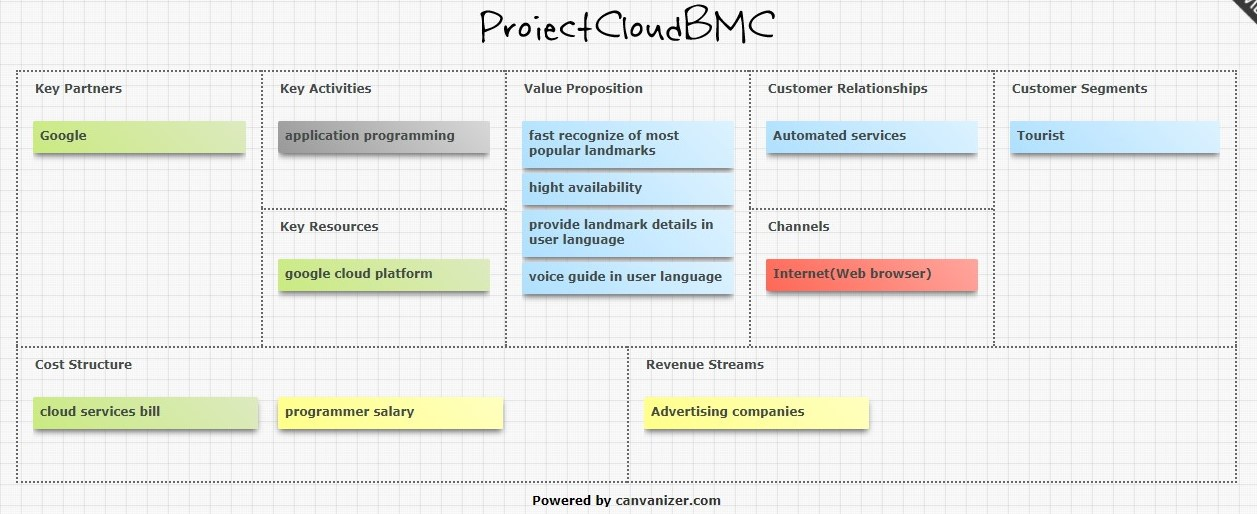 ProjectCloudBMC
Key Partners
Google
Key Activities
application programming
Key Resources
google cloud platform
Value Proposition
fast recognize of most
popular landmarks
hight availability
provide landmark details in
user language
voice guide in user language
Customer Relationships
Automated services
Channels
Internet(Web browser)
Customer Segments
Tourist
Cost Structure
cloud services bill
programmer salary
Revenue Streams
Advertising companies
Powered by canvanizer.com